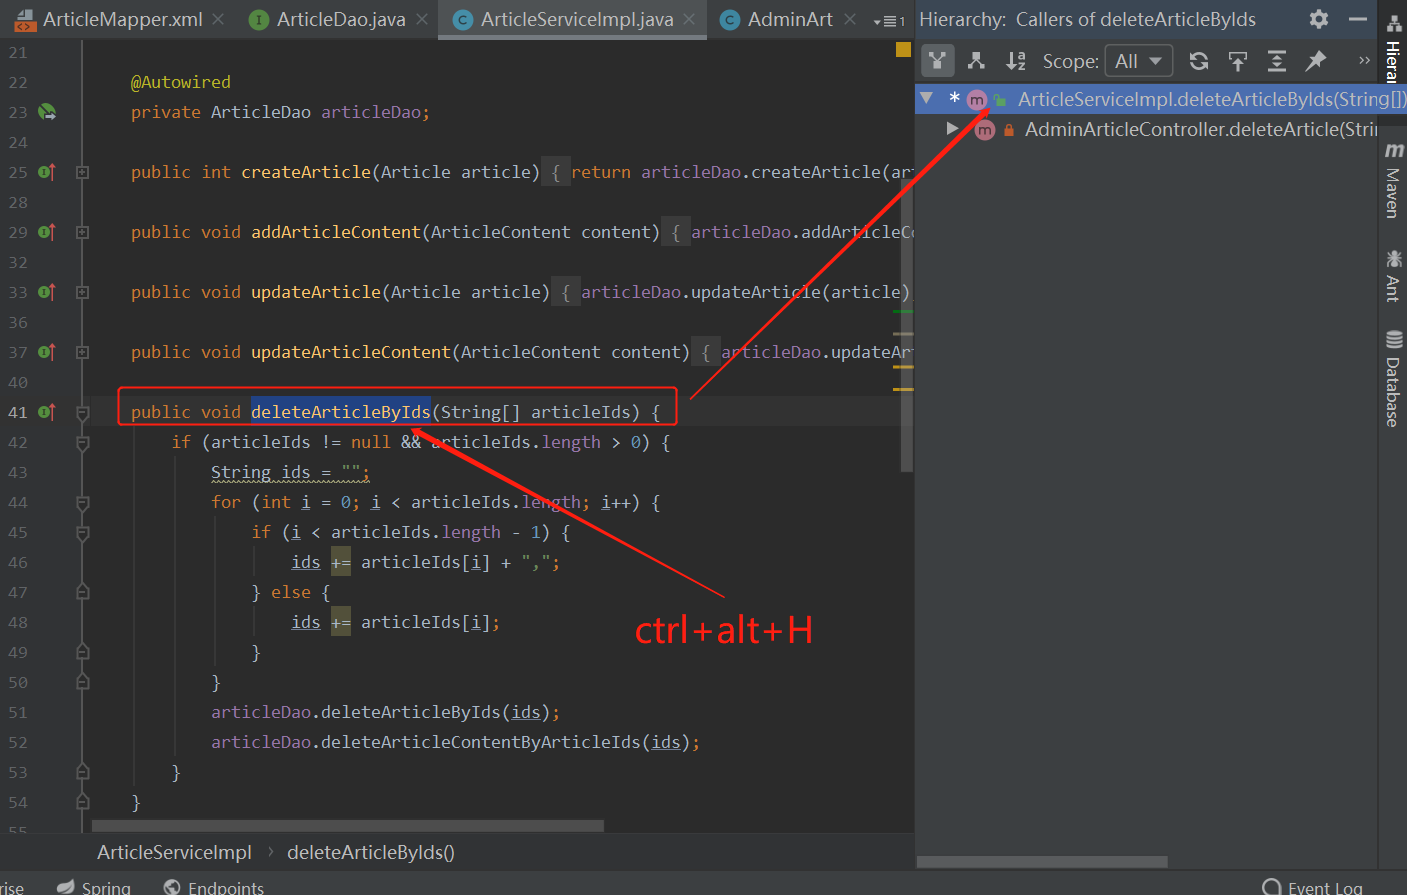 ArticleMapper.xml ArticleDao.java ArticleServiceImpl.java AdminArt 1
Hierarchy: Callers of deleteArticleByIds
Scope: All
ArticleServiceImpl.deleteArticleByIds(String[])
AdminArticleController.deleteArticle(Stri
21
22 @Autowired
23 private ArticleDao articleDao;
24
25 public int createArticle(Article article) { return articleDao.createArticle(ar
28
29 public void addArticleContent(ArticleContent content) { articleDao.addArticleCo
32
33 public void updateArticle(Article article) { articleDao.updateArticle(article)
36
37 public void updateArticleContent(ArticleContent content) { articleDao.updateAr
40
41 public void deleteArticleByIds(String[] articleIds) {
42 if (articleIds != null && articleIds.length > 0) {
43 String ids = "";
44 for (int i = 0; i < articleIds.length; i++) {
45 if (i < articleIds.length - 1) {
46 ids += articleIds[i] + ",";
47 } else {
48 ids += articleIds[i];
49 }
50 }
51 articleDao.deleteArticleByIds(ids);
52 articleDao.deleteArticleContentByArticleIds(ids);
53 }
54 }
55
ctrl+alt+H
Hierar
Maven
Ant
Database
ArticleServiceImpl › deleteArticleByIds()
rise Spring Endpoints Event Log